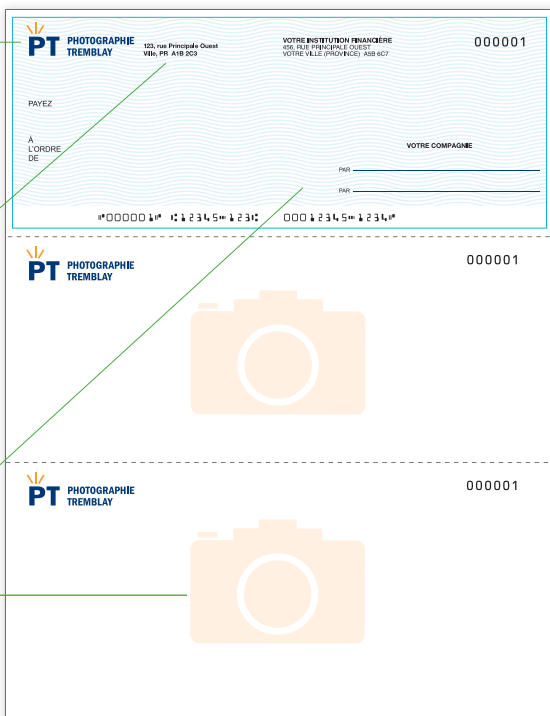 PT PHOTOGRAPHIE
TREMBLAY
123, rue Principale Ouest
Ville, PR A1B 2C3
VOTRE INSTITUTION FINANCIÈRE
456, RUE PRINCIPALE OUEST
VOTRE VILLE (PROVINCE) A5B 6C7
000001
PAYEZ
À
L'ORDRE
DE
VOTRE COMPAGNIE
PAR
PAR
⑈000001⑈ ⑆12345⑉123⑆ 00012345⑉1234⑈
PT PHOTOGRAPHIE
TREMBLAY
000001
PT PHOTOGRAPHIE
TREMBLAY
000001